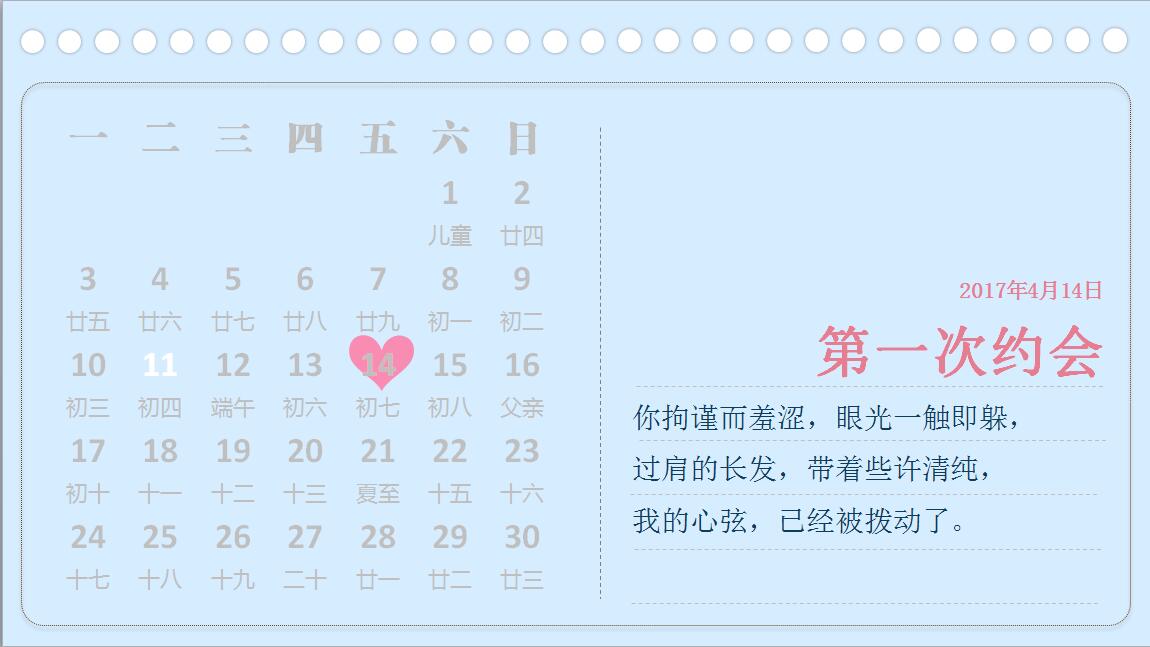 一 二 三 四 五 六 日
1 2
儿童 廿四
3 4 5 6 7 8 9
廿五 廿六 廿七 廿八 廿九 初一 初二
10 11 12 13 14 15 16
初三 初四 端午 初六 初七 初八 父亲
17 18 19 20 21 22 23
初十 十一 十二 十三 夏至 十五 十六
24 25 26 27 28 29 30
十七 十八 十九 二十 廿一 廿二 廿三
2017年4月14日
第一次约会
你拘谨而羞涩，眼光一触即躲，
过肩的长发，带着些许清纯，
我的心弦，已经被拨动了。